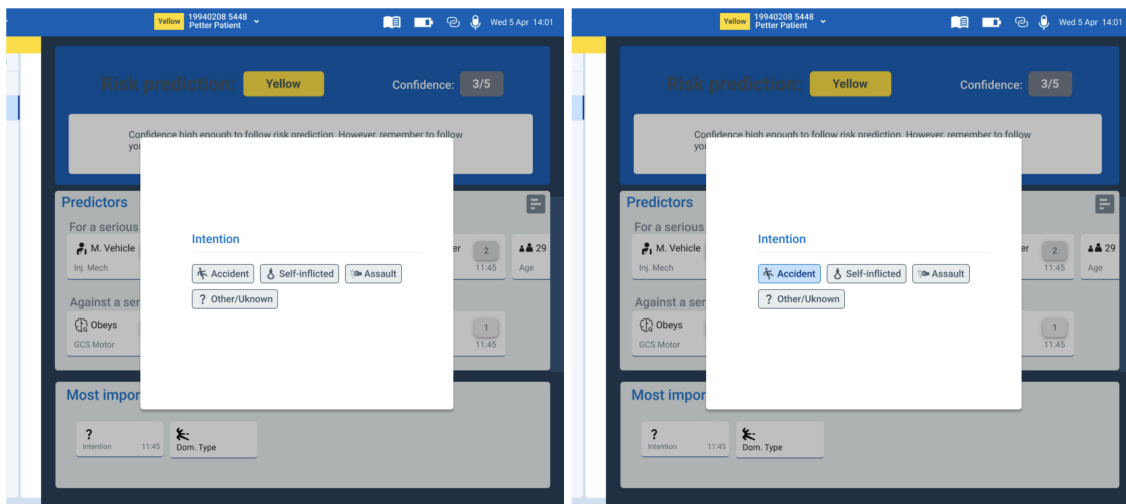 Yellow 19940208 5448
Petter Patient
Wed 5 Apr 14:01
Risk prediction: Yellow Confidence: 3/5
Confidence high enough to follow risk prediction. However, remember to follow
Predictors
For a serious
M. Vehicle
Inj. Mech
2
11:45
29
Age
Intention
Accident Self-inflicted Assault
? Other/Uknown
Against a ser
Obeys
GCS Motor
1
11:45
Most impor
?
Intention 11:45
Dom. Type
Yellow 19940208 5448
Petter Patient
Wed 5 Apr 14:01
Risk prediction: Yellow Confidence: 3/5
Confidence high enough to follow risk prediction. However, remember to follow
Predictors
For a serious
M. Vehicle
Inj. Mech
2
11:45
29
Age
Intention
Accident Self-inflicted Assault
? Other/Uknown
Against a ser
Obeys
GCS Motor
1
11:45
Most impor
?
Intention 11:45
Dom. Type